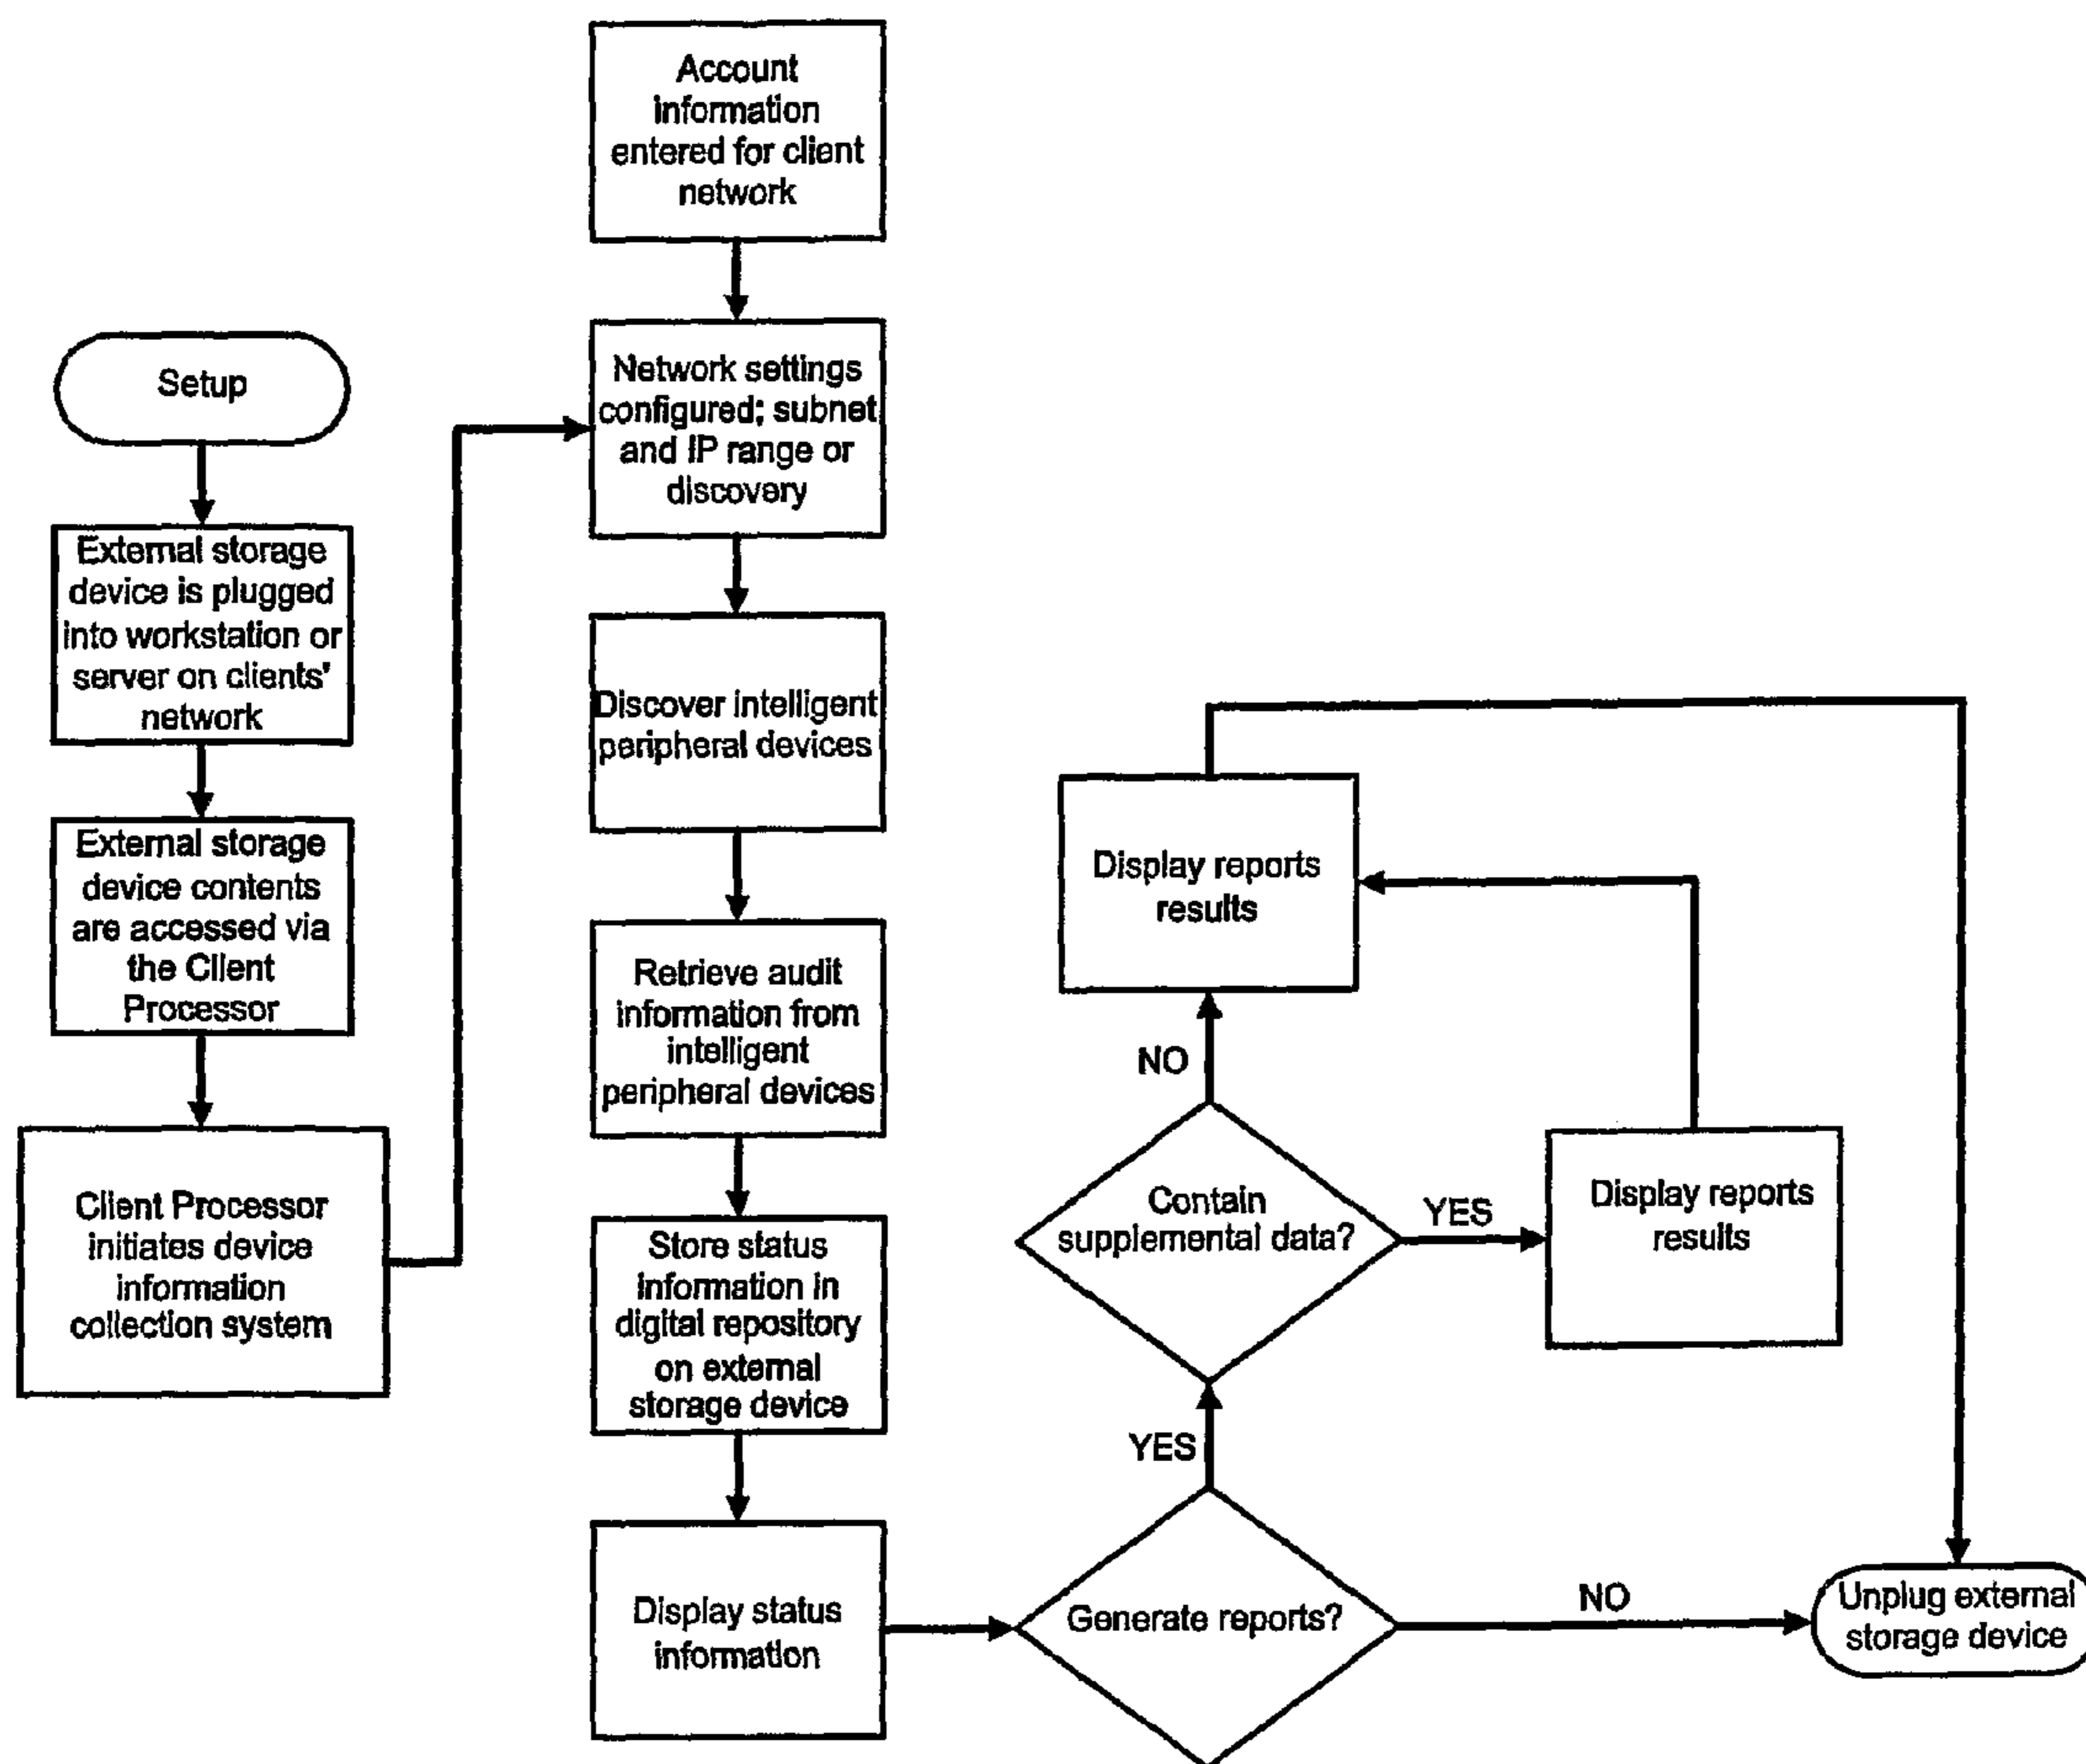 Setup
External storage
device is plugged
into workstation or
server on clients'
network
External storage
device contents
are accessed via
the Client
Processor
Client Processor
initiates device
information
collection system
Account
information
entered for client
network
Network settings
configured; subnet
and IP range or
discovery
Discover intelligent
peripheral devices
Retrieve audit
information from
intelligent
peripheral devices
Store status
information in
digital repository
on external
storage device
Display status
information
Generate reports?
YES
NO
Contain
supplemental data?
NO
YES
Display reports
results
Display reports
results
Unplug external
storage device